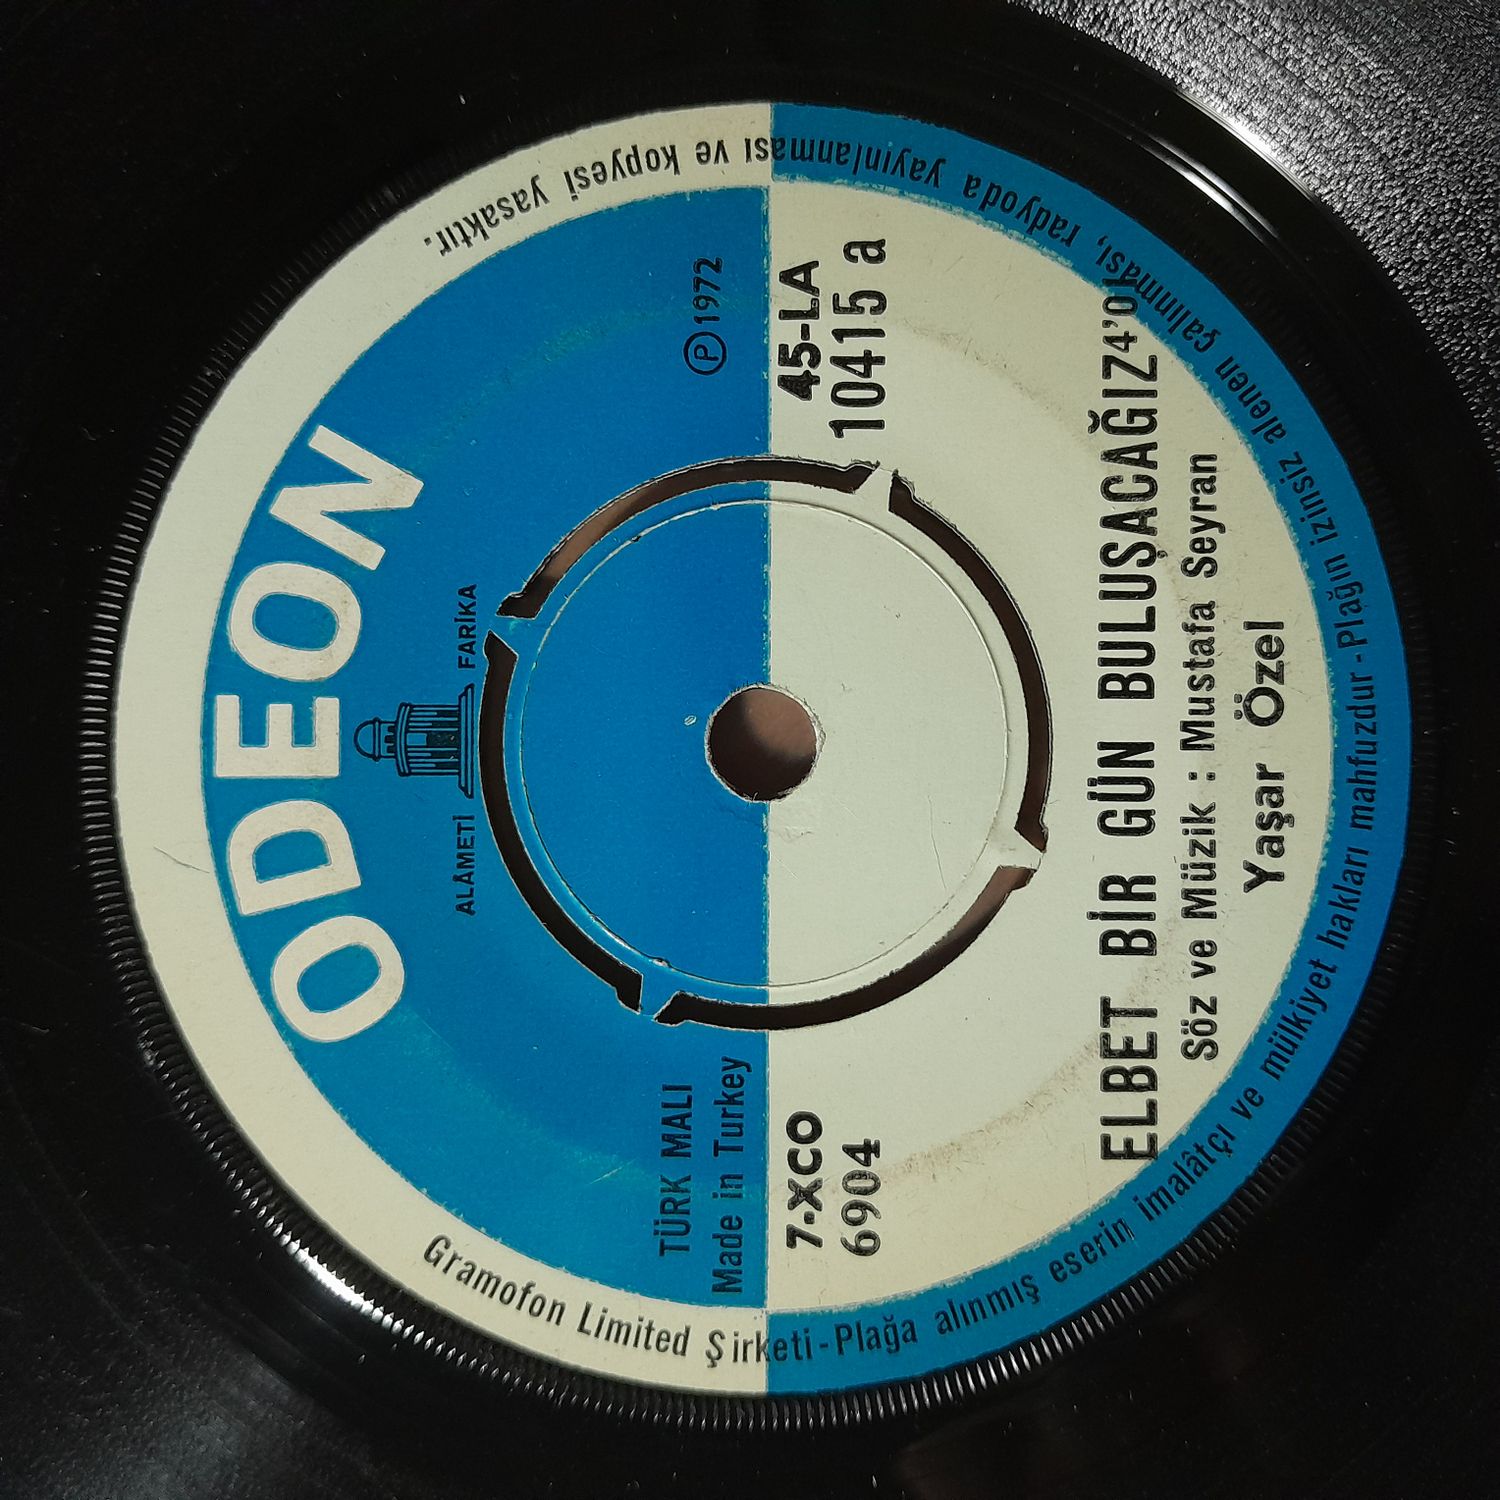 ODEON
ALÂMETİ FARİKA
TÜRK MALI
Made in Turkey
℗ 1972
7-XCO
6904
45-LA
10415 a
ELBET BİR GÜN BULUŞACAĞIZ 4'01
Söz ve Müzik : Mustafa Seyran
Yaşar Özel
Gramofon Limited Şirketi - Plağa alınmış eserin imalâtçı ve mülkiyet hakları mahfuzdur - Plağın izinsiz alenen çalınması, radyoda yayınlanması ve kopyesi yasaktır.